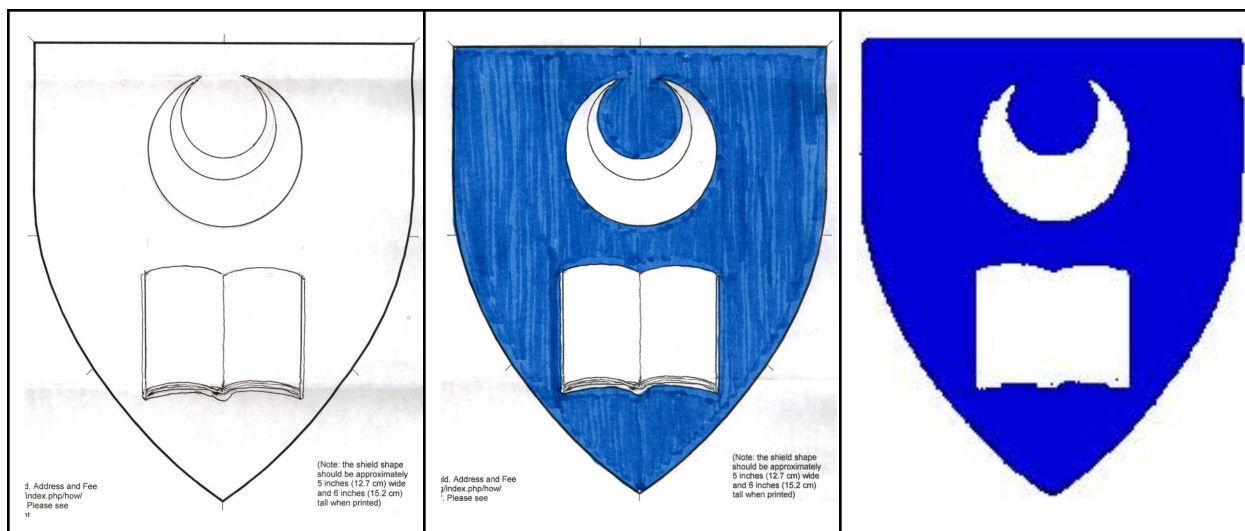 d. Address and Fee
/index.php/how/
Please see
(Note: the shield shape
should be approximately
5 inches (12.7 cm) wide
and 6 inches (15.2 cm)
tall when printed)
ld. Address and Fee
/index.php/how/
'. Please see
(Note: the shield shape
should be approximately
5 inches (12.7 cm) wide
and 6 inches (15.2 cm)
tall when printed)